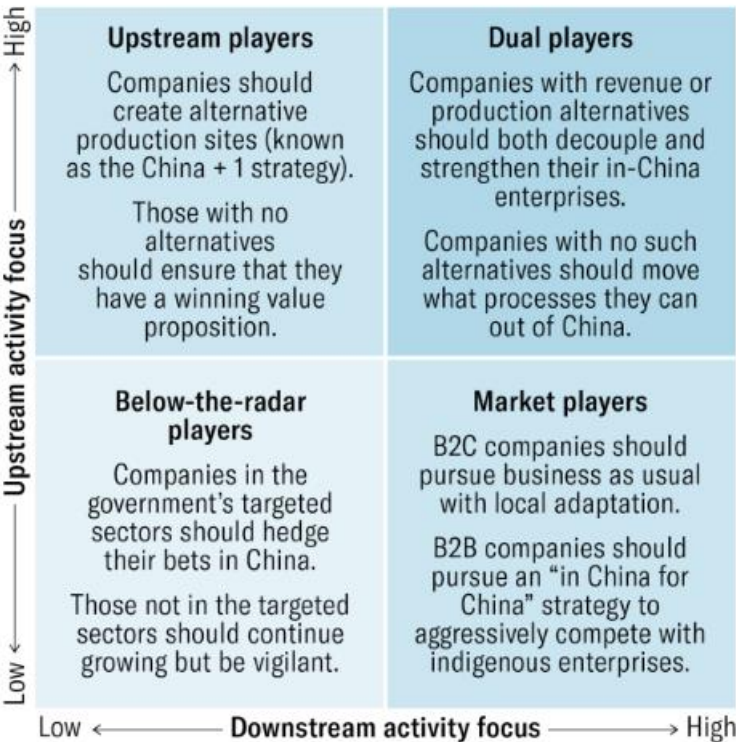 High
Upstream activity focus
Low
Upstream players
Companies should
create alternative
production sites (known
as the China + 1 strategy).
Those with no
alternatives
should ensure that they
have a winning value
proposition.
Dual players
Companies with revenue or
production alternatives
should both decouple and
strengthen their in-China
enterprises.
Companies with no such
alternatives should move
what processes they can
out of China.
Below-the-radar
players
Companies in the
government’s targeted
sectors should hedge
their bets in China.
Those not in the targeted
sectors should continue
growing but be vigilant.
Market players
B2C companies should
pursue business as usual
with local adaptation.
B2B companies should
pursue an “in China for
China” strategy to
aggressively compete with
indigenous enterprises.
Low
Downstream activity focus
High